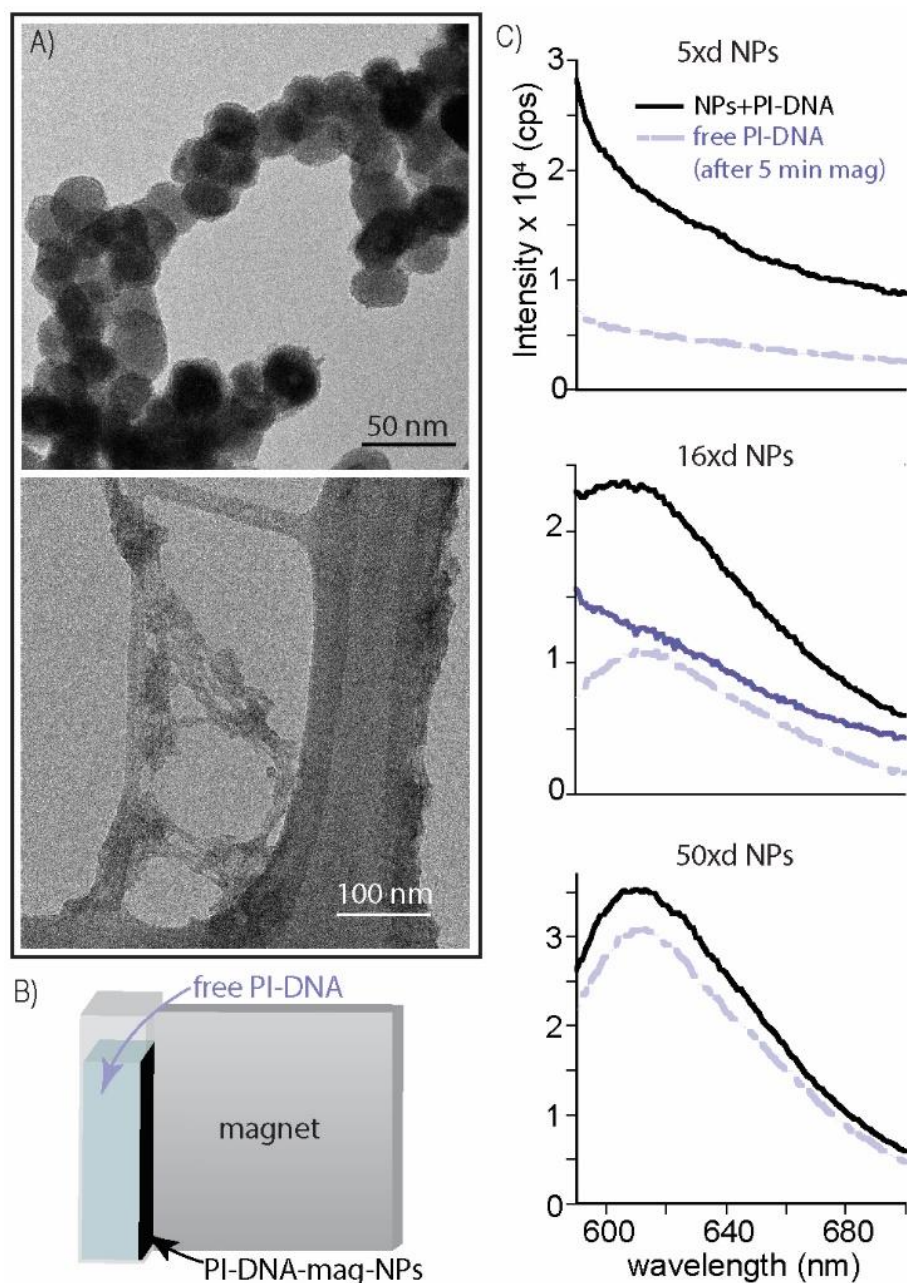 A)
50 nm
100 nm
B)
free PI-DNA
magnet
PI-DNA-mag-NPs
C)
5xd NPs
3
NPs+PI-DNA
free PI-DNA
(after 5 min mag)
2
1
0
Intensity x 10⁴ (cps)
16xd NPs
2
1
0
50xd NPs
3
2
1
0
600 640 680
wavelength (nm)